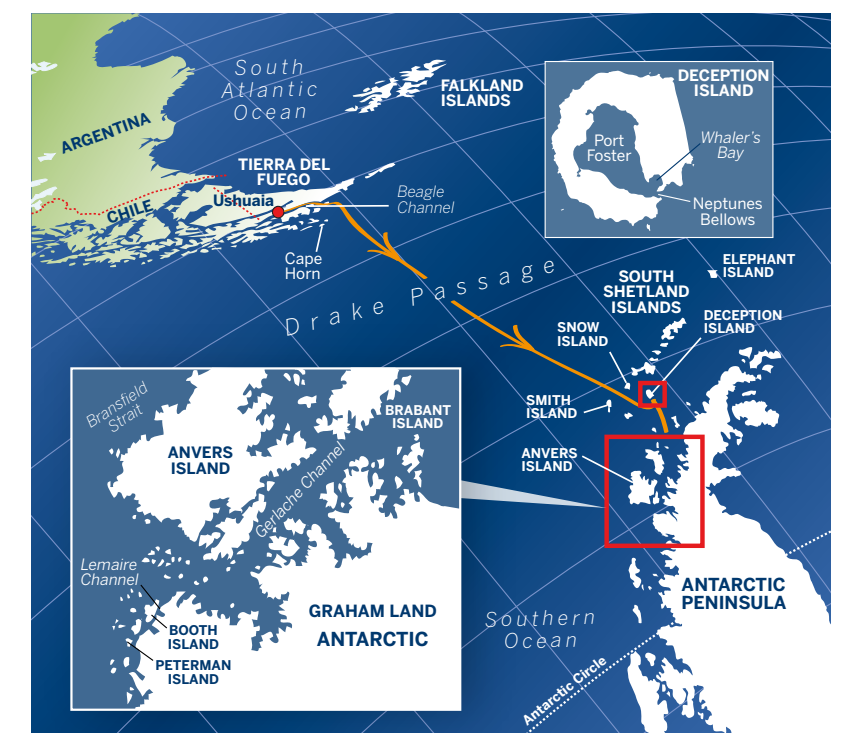 South
Atlantic
Ocean
FALKLAND
ISLANDS
DECEPTION
ISLAND
ARGENTINA
Port
Foster
Whaler's
Bay
Neptunes
Bellows
TIERRA DEL
FUEGO
Ushuaia
CHILE
Beagle
Channel
Cape
Horn
Drake Passage
ELEPHANT
ISLAND
SOUTH
SHETLAND
ISLANDS
DECEPTION
ISLAND
SNOW
ISLAND
SMITH
ISLAND
ANVERS
ISLAND
Bransfield
Strait
BRABANT
ISLAND
ANVERS
ISLAND
Gerlache Channel
Lemaire
Channel
GRAHAM LAND
ANTARCTIC
BOOTH
ISLAND
PETERMAN
ISLAND
ANTARCTIC
PENINSULA
Southern
Ocean
Antarctic Circle